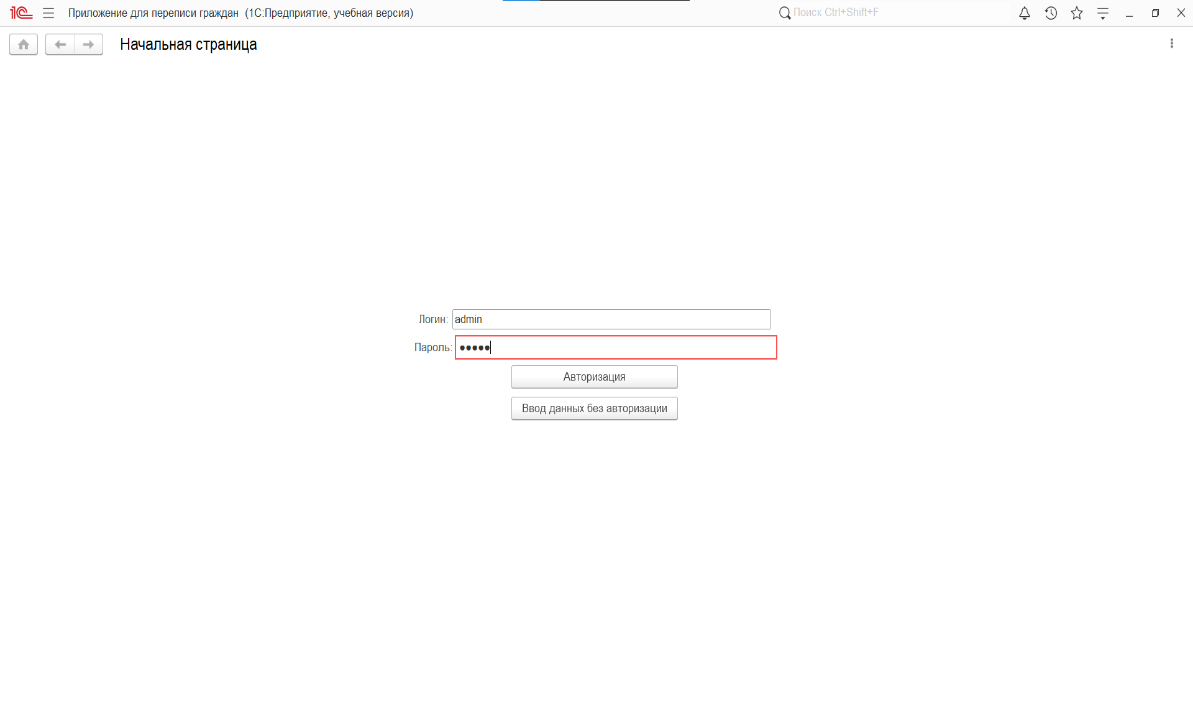 1С Приложение для переписи граждан (1С:Предприятие, учебная версия) Поиск Ctrl+Shift+F
Начальная страница
Логин: admin
Пароль: ●●●●●
Авторизация
Ввод данных без авторизации